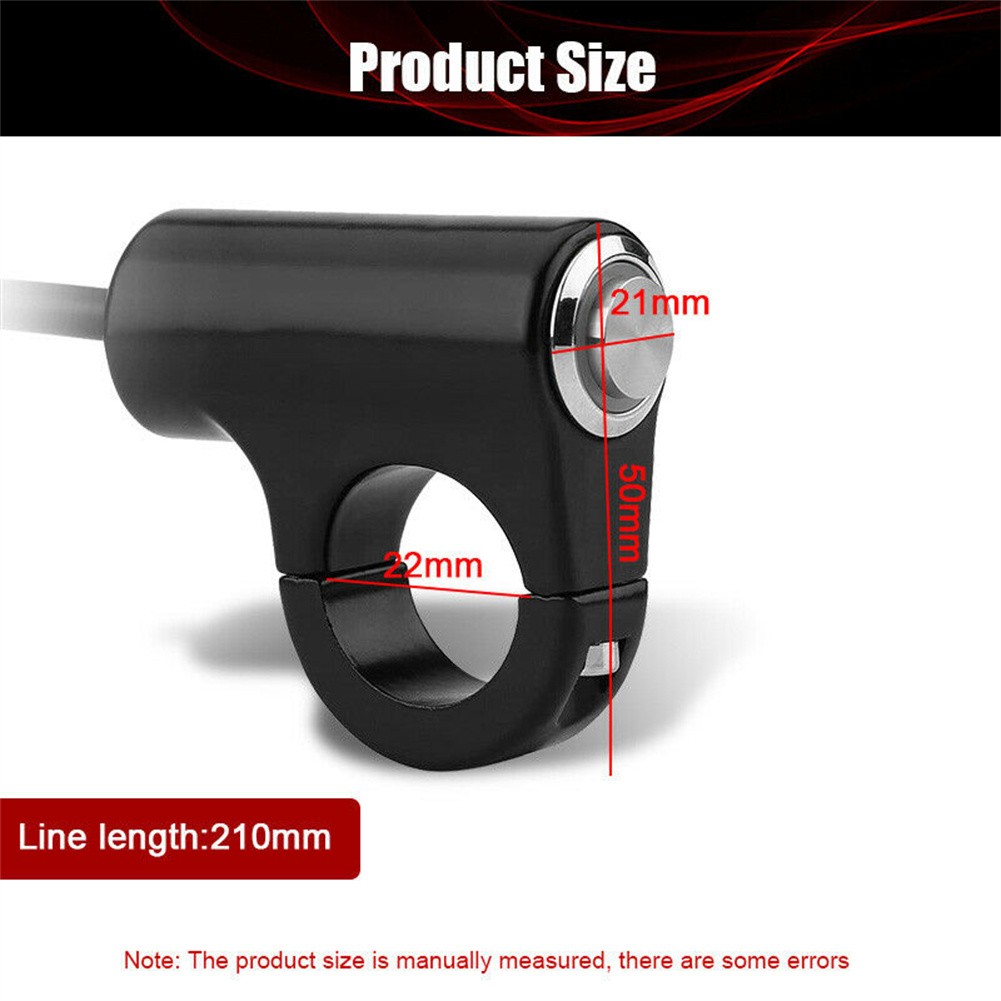 Product Size
21mm
50mm
22mm
Line length:210mm
Note: The product size is manually measured, there are some errors